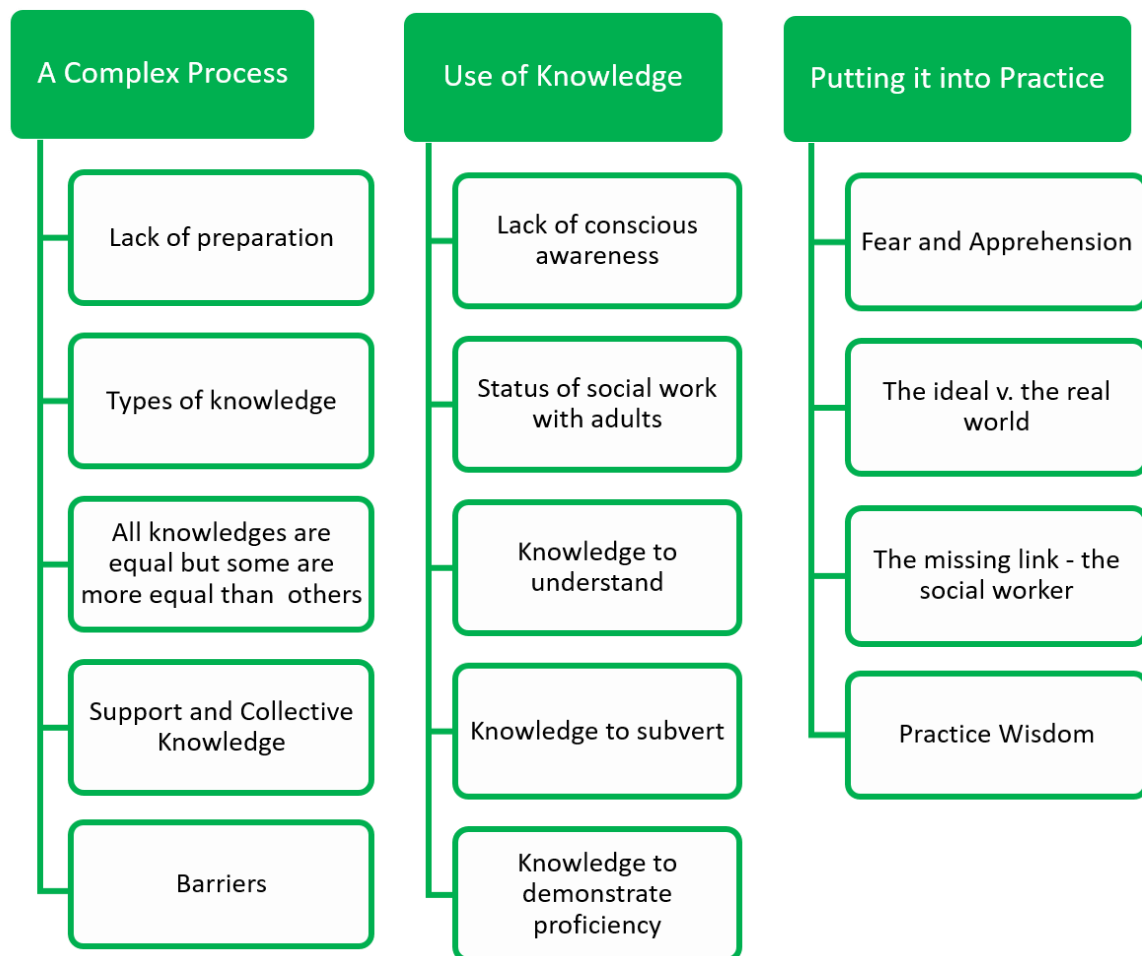 A Complex Process
Lack of preparation
Types of knowledge
All knowledges are
equal but some are
more equal than  others
Support and Collective
Knowledge
Barriers
Use of Knowledge
Lack of conscious
awareness
Status of social work
with adults
Knowledge to
understand
Knowledge to subvert
Knowledge to
demonstrate
proficiency
Putting it into Practice
Fear and Apprehension
The ideal v. the real
world
The missing link - the
social worker
Practice Wisdom